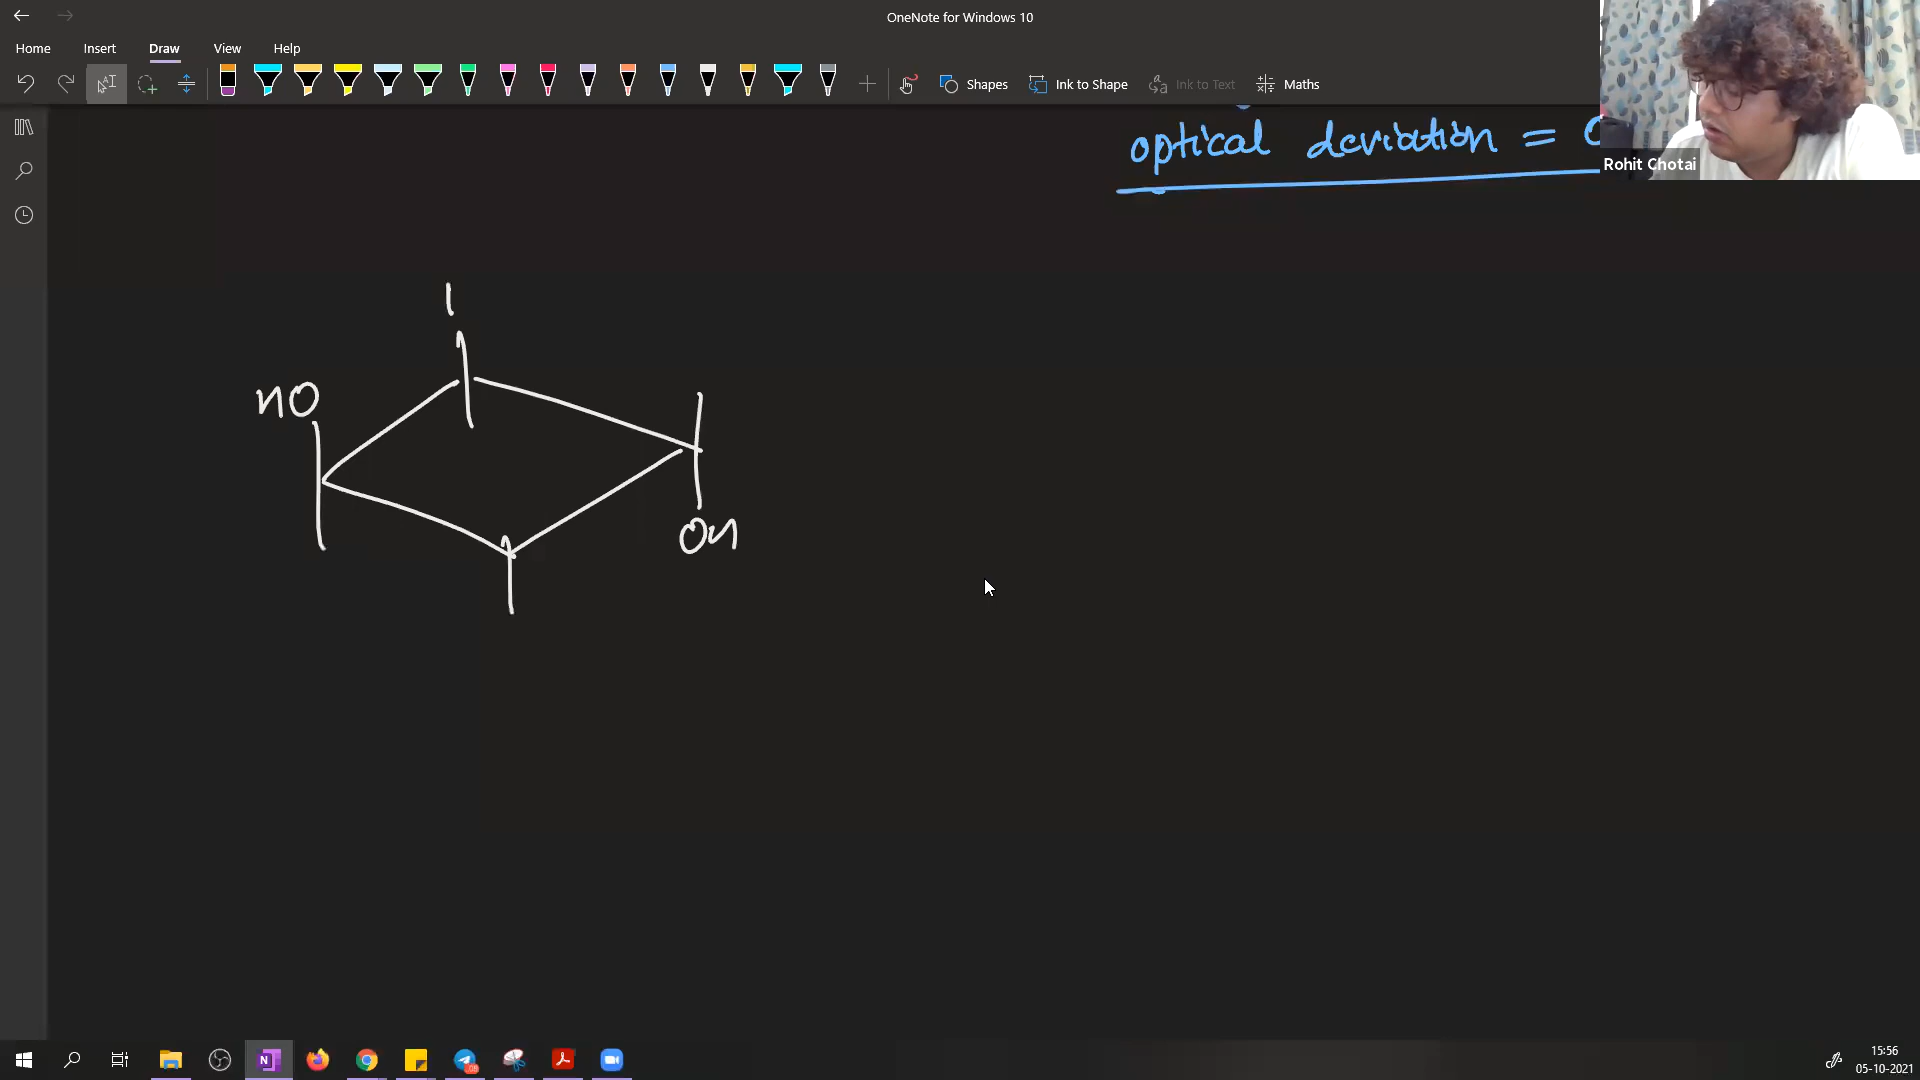 OneNote for Windows 10
Home Insert Draw View Help
Shapes Ink to Shape Ink to Text Maths
Rohit Chotai
optical deviation =
HO
OH
15:56
05-10-2021